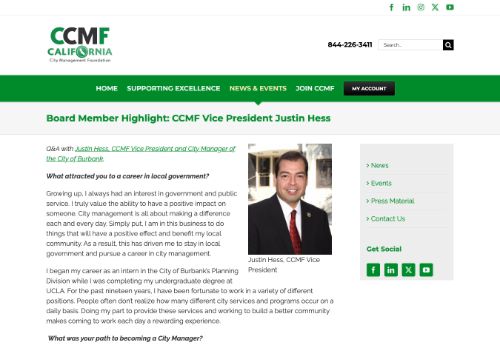 CCMF
CALIFORNIA
City Management Foundation
844-226-3411
Search...
HOME SUPPORTING EXCELLENCE NEWS & EVENTS JOIN CCMF MY ACCOUNT
Board Member Highlight: CCMF Vice President Justin Hess
Q&A with Justin Hess, CCMF Vice President and City Manager of
the City of Burbank.
What attracted you to a career in local government?
Growing up, I always had an interest in government and public
service. I truly value the ability to have a positive impact on
someone. City management is all about making a difference
each and every day. Simply put, I am in this business to do
things that will have a positive effect and benefit my local
community. As a result, this has driven me to stay in local
government and pursue a career in city management.
Justin Hess, CCMF Vice
President
I began my career as an intern in the City of Burbank's Planning
Division while I was completing my undergraduate degree at
UCLA. For the past nineteen years, I have been fortunate to work in a variety of different
positions. People often don't realize how many different city services and programs occur on a
daily basis. Doing my part to provide these services and working to build a better community
makes coming to work each day a rewarding experience.
What was your path to becoming a City Manager?
> News
> Events
> Press Material
> Contact Us
Get Social